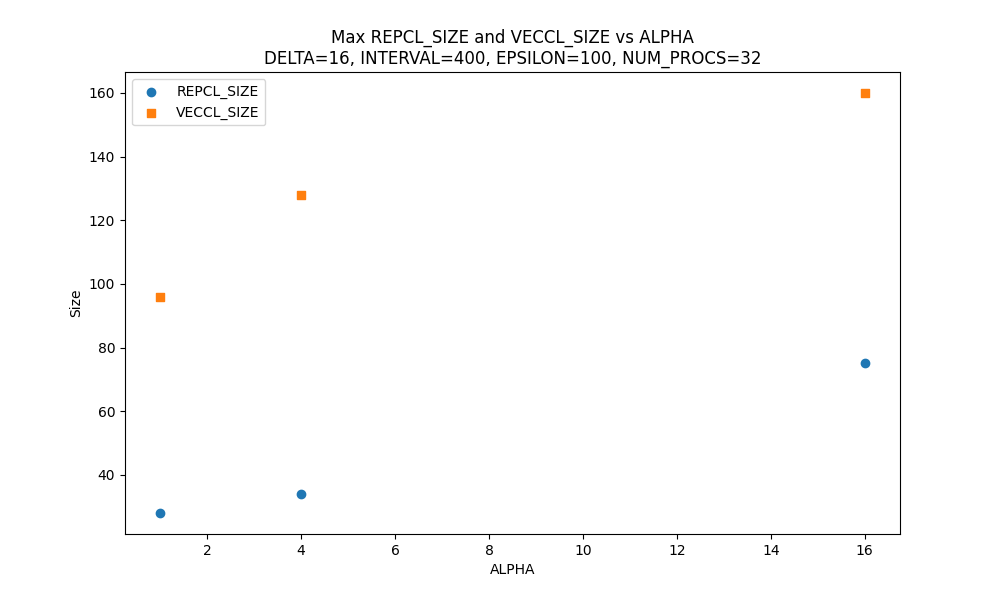 Max REPCL_SIZE and VECCL_SIZE vs ALPHA
DELTA=16, INTERVAL=400, EPSILON=100, NUM_PROCS=32
REPCL_SIZE
VECCL_SIZE
160
140
120
100
80
60
40
Size
2 4 6 8 10 12 14 16
ALPHA